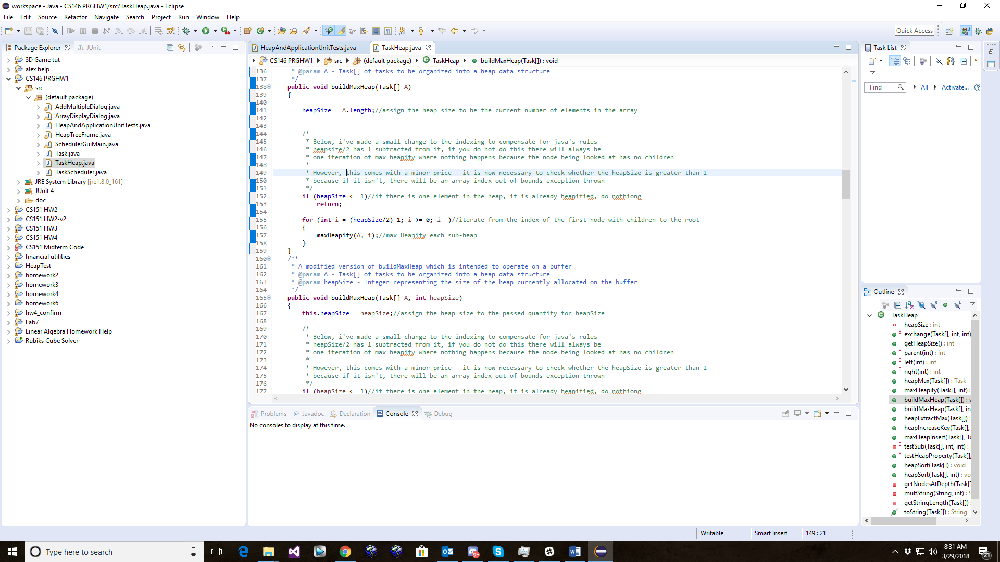 workspace - Java - CS146 PRGHW1/src/TaskHeap.java - Eclipse
File Edit Source Refactor Navigate Search Project Run Window Help
Quick Access
Package Explorer JUnit
3D Game tut
alex help
CS146 PRGHW1
src
(default package)
AddMultipleDialog.java
ArrayDisplayDialog.java
HeapAndApplicationUnitTests.java
HeapTreeFrame.java
SchedulerGuiMain.java
Task.java
TaskHeap.java
TaskScheduler.java
JRE System Library [jre1.8.0_161]
JUnit 4
doc
CS151 HW2
CS151 HW2-v2
CS151 HW3
CS151 HW4
CS151 Midterm Code
financial utilities
HeapTest
homework2
homework3
homework4
homework6
hw4_confirm
Lab7
Linear Algebra Homework Help
Rubiks Cube Solver
HeapAndApplicationUnitTests.java TaskHeap.java
CS146 PRGHW1 src (default package) TaskHeap buildMaxHeap(Task[]) : void
136 * @param A - Task[] of tasks to be organized into a heap data structure
137 */
138 public void buildMaxHeap(Task[] A)
139 {
140
141 heapSize = A.length;//assign the heap size to be the current number of elements in the array
142
143
144 /*
145 * Below, i've made a small change to the indexing to compensate for java's rules
146 * heapsize/2 has 1 subtracted from it, if you do not do this there will always be
147 * one iteration of max heapify where nothing happens because the node being looked at has no children
148 *
149 * However, this comes with a minor price - it is now necessary to check whether the heapSize is greater than 1
150 * because if it isn't, there will be an array index out of bounds exception thrown
151 */
152 if (heapSize <= 1)//if there is one element in the heap, it is already heapified, do nothiong
153 return;
154
155 for (int i = (heapSize/2)-1; i >= 0; i--)//iterate from the index of the first node with children to the root
156 {
157 maxHeapify(A, i);//max Heapify each sub-heap
158 }
159 }
160 /**
161 * A modified version of buildMaxHeap which is intended to operate on a buffer
162 * @param A - Task[] of tasks to be organized into a heap data structure
163 * @param heapSize - Integer representing the size of the heap currently allocated on the buffer
164 */
165 public void buildMaxHeap(Task[] A, int heapSize)
166 {
167 this.heapSize = heapSize;//assign the heap size to the passed quantity for heapSize
168
169 /*
170 * Below, i've made a small change to the indexing to compensate for java's rules
171 * heapSize/2 has 1 subtracted from it, if you do not do this there will always be
172 * one iteration of max heapify where nothing happens because the node being looked at has no children
173 *
174 * However, this comes with a minor price - it is now necessary to check whether the heapSize is greater than 1
175 * because if it isn't, there will be an array index out of bounds exception thrown
176 */
177 if (heapSize <= 1)//if there is one element in the heap, it is already heapified, do nothiong
Problems Javadoc Declaration Console Debug
No consoles to display at this time.
Task List
Find All Activate...
Outline
TaskHeap
heapSize : int
exchange(Task[], int, int)
getHeapSize() : int
parent(int) : int
left(int) : int
right(int) : int
heapMax(Task[]) : Task
maxHeapify(Task[], int) :
buildMaxHeap(Task[]) : v
buildMaxHeap(Task[], in
heapExtractMax(Task[]) :
heapIncreaseKey(Task[],
maxHeapInsert(Task[], Ta
testSub(Task[], int, int) :
testHeapProperty(Task[],
heapSort(Task[]) : void
heapSort(Task[], int) : vo
getNodesAtDepth(Task[]
multString(String, int) : S
getStringLength(Task[])
toString(Task[]) : String
Writable Smart Insert 149 : 21
Type here to search
8:31 AM
3/29/2018
21